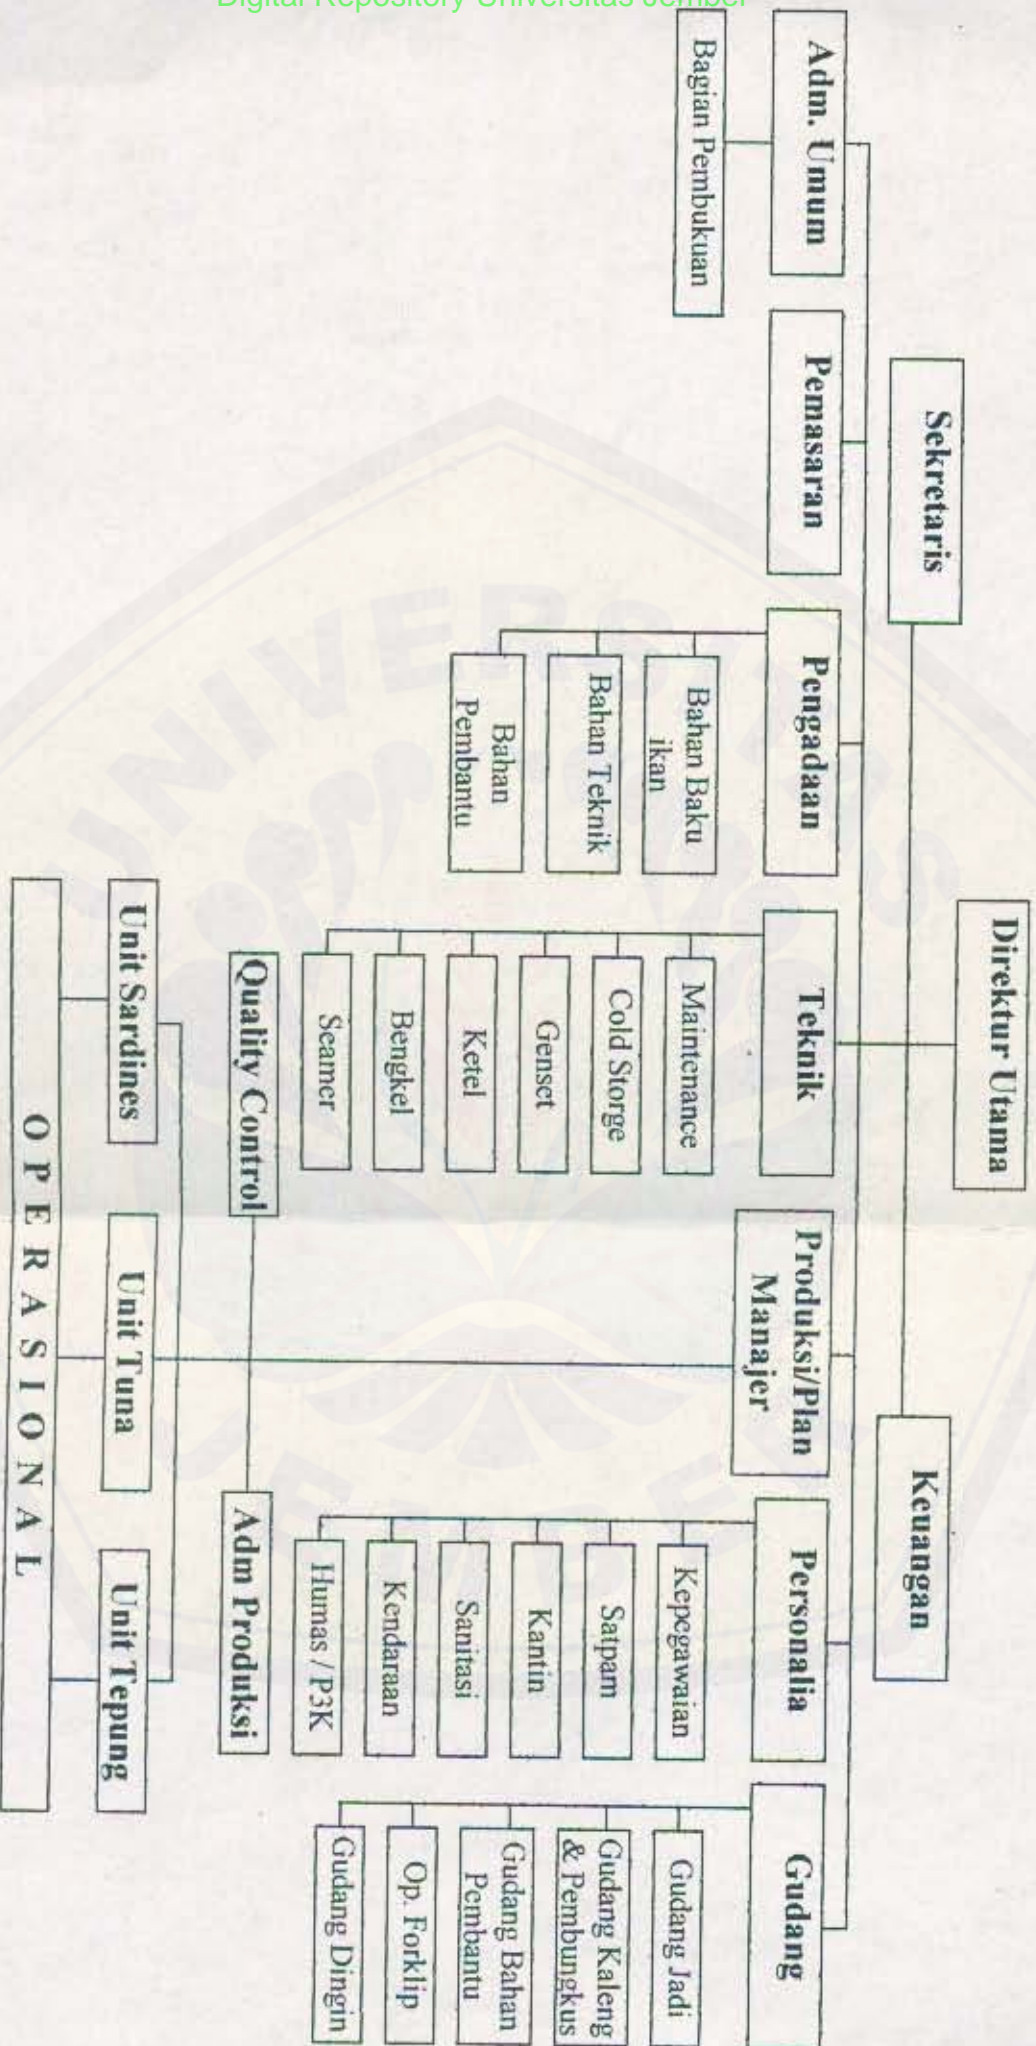 Digital Repository Universitas Jember
Direktur Utama
Sekretaris
Keuangan
Adm. Umum
Pemasaran
Pengadaan
Teknik
Produksi/Plan
Manajer
Personalia
Gudang
Bagian Pembukuan
Bahan Baku
ikan
Bahan Teknik
Bahan
Pembantu
Maintenance
Cold Storge
Genset
Ketel
Bengkel
Seamer
Kepegawaian
Satpam
Kantin
Sanitasi
Kendaraan
Humas / P3K
Gudang Jadi
Gudang Kaleng
& Pembungkus
Gudang Bahan
Pembantu
Op. Forklip
Gudang Dingin
Quality Control
Adm Produksi
Unit Sardines
Unit Tuna
Unit Tepung
O P E R A S I O N A L
UNIVERSITAS
JEMBER